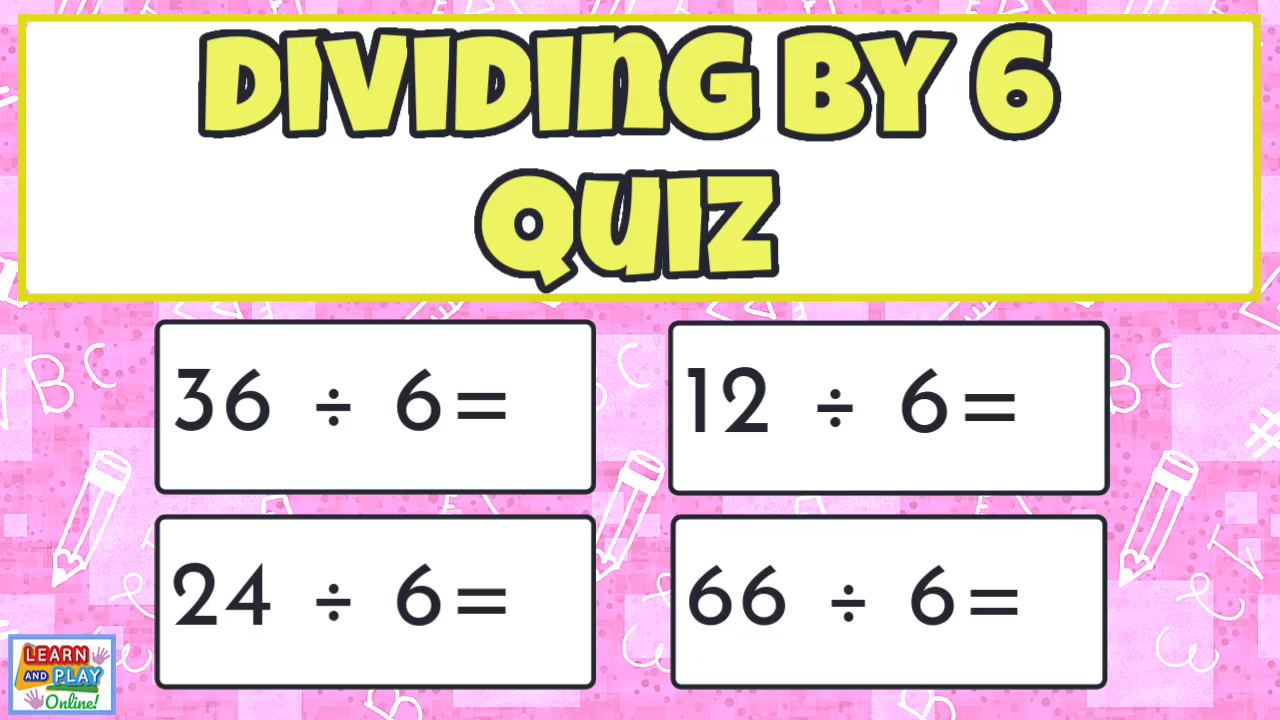 DIVIDING BY 6
QUIZ
36 ÷ 6=
12 ÷ 6=
24 ÷ 6=
66 ÷ 6=
LEARN
AND PLAY
Online!